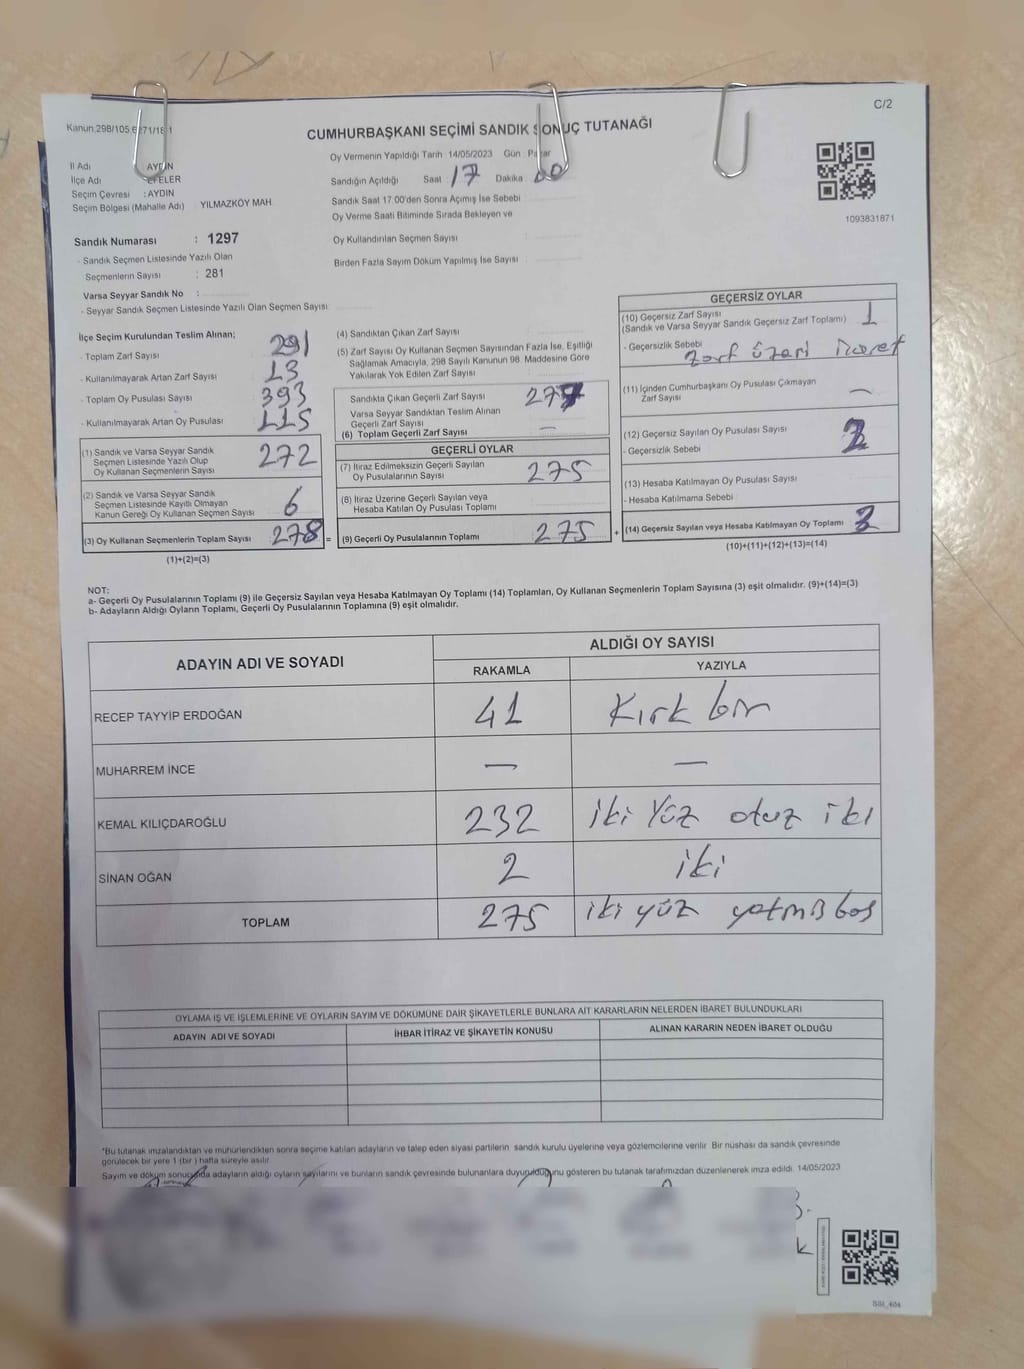 C/2
CUMHURBAŞKANI SEÇİMİ SANDIK SONUÇ TUTANAĞI
Oy Vermenin Yapıldığı Tarih 14/05/2023 Gün Pazar
İl Adı AYDIN
İlçe Adı EFELER
Seçim Çevresi : AYDIN
Seçim Bölgesi (Mahalle Adı) YILMAZKÖY MAH.
Sandığın Açıldığı Saat 17 Dakika 00
Sandık Saat 17.00'den Sonra Açımış İse Sebebi
Oy Verme Saati Bitiminde Sırada Bekleyen ve
Oy Kullandırılan Seçmen Sayısı
Birden Fazla Sayım Döküm Yapılmış İse Sayısı
1093831871
Sandık Numarası : 1297
- Sandık Seçmen Listesinde Yazılı Olan
Seçmenlerin Sayısı : 281
Varsa Seyyar Sandık No :
- Seyyar Sandık Seçmen Listesinde Yazılı Olan Seçmen Sayısı
İlçe Seçim Kurulundan Teslim Alınan;
- Toplam Zarf Sayısı 291
- Kullanılmayarak Artan Zarf Sayısı 13
- Toplam Oy Pusulası Sayısı 393
- Kullanılmayarak Artan Oy Pusulası 115
(1) Sandık ve Varsa Seyyar Sandık
Seçmen Listesinde Yazılı Olup
Oy Kullanan Seçmenlerin Sayısı 272
(2) Sandık ve Varsa Seyyar Sandık
Seçmen Listesinde Kayıtlı Olmayan
Kanun Gereği Oy Kullanan Seçmen Sayısı 6
(3) Oy Kullanan Seçmenlerin Toplam Sayısı 278 =
(1)+(2)=(3)
(4) Sandıktan Çıkan Zarf Sayısı
(5) Zarf Sayısı Oy Kullanan Seçmen Sayısından Fazla İse, Eşitliği
Sağlamak Amacıyla, 298 Sayılı Kanunun 98. Maddesine Göre
Yakılarak Yok Edilen Zarf Sayısı
Sandıkta Çıkan Geçerli Zarf Sayısı 277
Varsa Seyyar Sandıktan Teslim Alınan
Geçerli Zarf Sayısı —
(6) Toplam Geçerli Zarf Sayısı
GEÇERLİ OYLAR
(7) İtiraz Edilmeksizin Geçerli Sayılan
Oy Pusulalarının Sayısı 275
(8) İtiraz Üzerine Geçerli Sayılan veya
Hesaba Katılan Oy Pusulası Toplamı
(9) Geçerli Oy Pusulalarının Toplamı 275 +
GEÇERSİZ OYLAR
(10) Geçersiz Zarf Sayısı
(Sandık ve Varsa Seyyar Sandık Geçersiz Zarf Toplamı) 1
- Geçersizlik Sebebi
Zarf üzeri
(11) İçinden Cumhurbaşkanı Oy Pusulası Çıkmayan
Zarf Sayısı —
(12) Geçersiz Sayılan Oy Pusulası Sayısı
- Geçersizlik Sebebi
(13) Hesaba Katılmayan Oy Pusulası Sayısı
- Hesaba Katılmama Sebebi
(14) Geçersiz Sayılan veya Hesaba Katılmayan Oy Toplamı 3
(10)+(11)+(12)+(13)=(14)
NOT:
a- Geçerli Oy Pusulalarının Toplamı (9) ile Geçersiz Sayılan veya Hesaba Katılmayan Oy Toplamı (14) Toplamları, Oy Kullanan Seçmenlerin Toplam Sayısına (3) eşit olmalıdır. (9)+(14)=(3)
b- Adayların Aldığı Oyların Toplamı, Geçerli Oy Pusulalarının Toplamına (9) eşit olmalıdır.
ADAYIN ADI VE SOYADI
ALDIĞI OY SAYISI
RAKAMLA YAZIYLA
RECEP TAYYİP ERDOĞAN 41 Kırk bir
MUHARREM İNCE — —
KEMAL KILIÇDAROĞLU 232 iki Yüz otuz iki
SİNAN OĞAN 2 iki
TOPLAM 275 iki yüz yetmiş beş
OYLAMA İŞ VE İŞLEMLERİNE VE OYLARIN SAYIM VE DÖKÜMÜNE DAİR ŞİKAYETLERLE BUNLARA AİT KARARLARIN NELERDEN İBARET BULUNDUKLARI
ADAYIN ADI VE SOYADI İHBAR İTİRAZ VE ŞİKAYETİN KONUSU ALINAN KARARIN NEDEN İBARET OLDUĞU
*Bu tutanak imzalandıktan ve mühürlendikten sonra seçime katılan adayların ve talep eden siyasi partilerin sandık kurulu üyelerine veya gözlemcilerine verilir. Bir nüshası da sandık çevresinde
görülecek bir yere 1 (bir) hafta süreyle asılır.
Sayım ve döküm sonucunda adayların aldığı oyların sayılarını ve bunların sandık çevresinde bulunanlara duyurulduğunu gösteren bu tutanak tarafımızdan düzenlenerek imza edildi. 14/05/2023